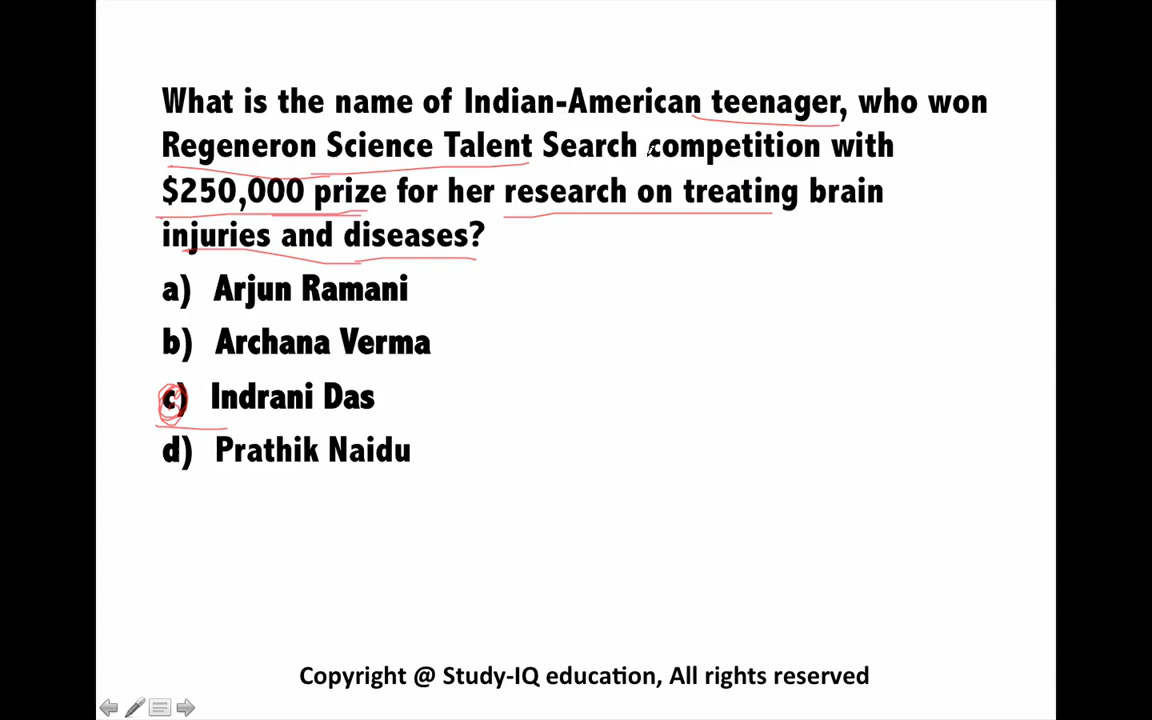 What is the name of Indian-American teenager, who won
Regeneron Science Talent Search competition with
$250,000 prize for her research on treating brain
injuries and diseases?
a) Arjun Ramani
b) Archana Verma
c) Indrani Das
d) Prathik Naidu
Copyright @ Study-IQ education, All rights reserved